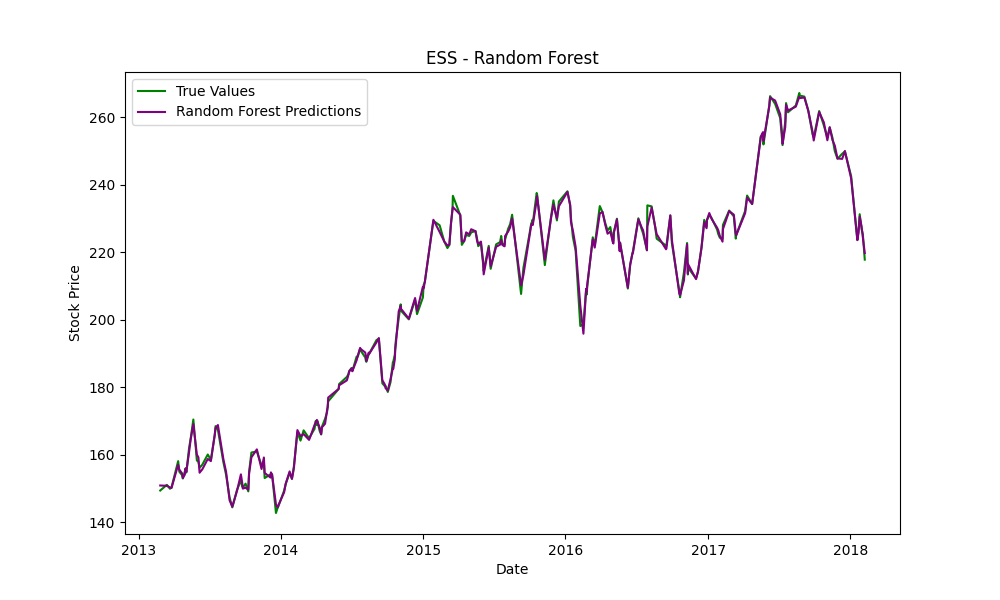 ESS - Random Forest
True Values
Random Forest Predictions
Stock Price
260
240
220
200
180
160
140
2013
2014
2015
2016
2017
2018
Date